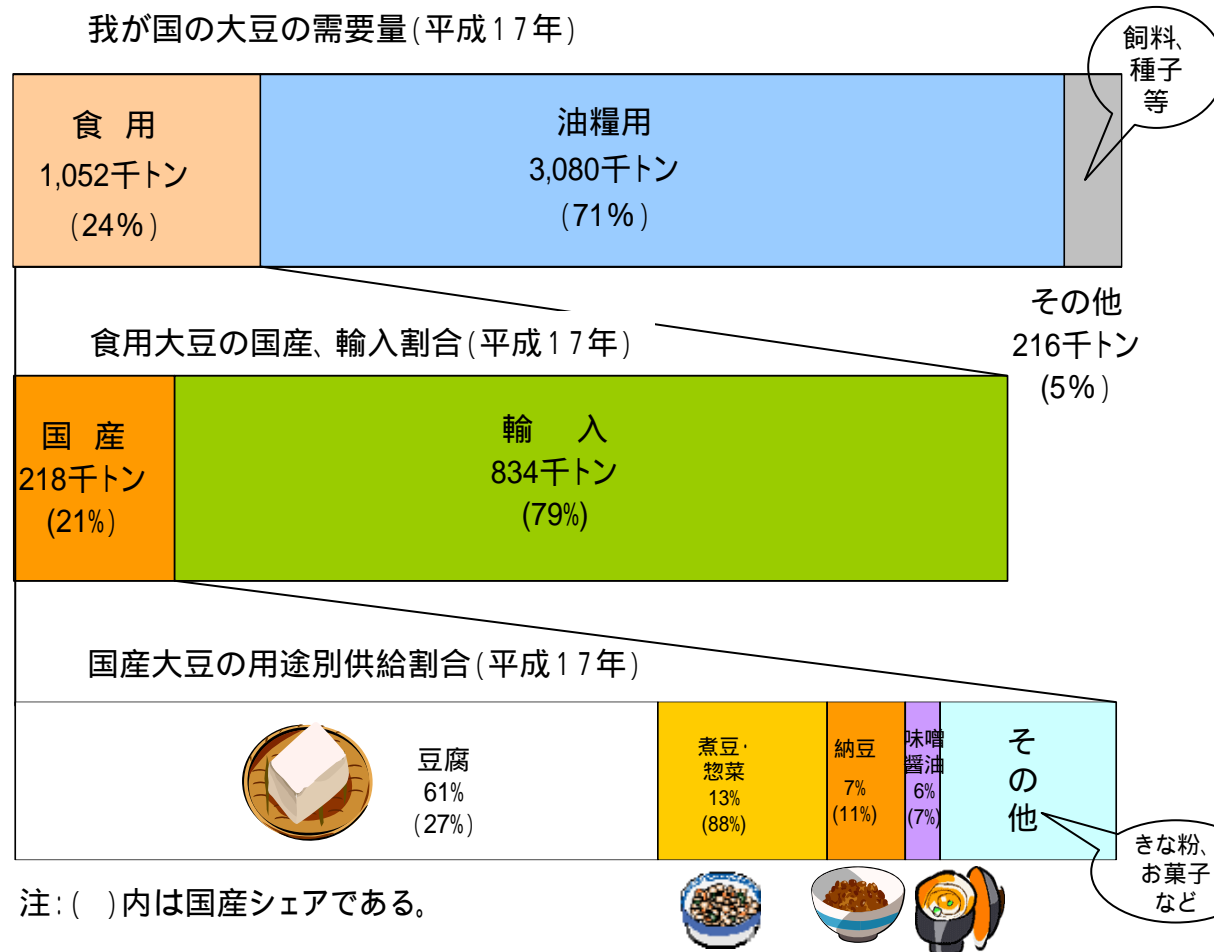 我が国の大豆の需要量(平成17年)
飼料、
種子
等
食 用
1,052千トン
(24%)
油糧用
3,080千トン
(71%)
その他
216千トン
(5%)
食用大豆の国産、輸入割合(平成17年)
国 産
218千トン
(21%)
輸 入
834千トン
(79%)
国産大豆の用途別供給割合(平成17年)
豆腐
61%
(27%)
煮豆・
惣菜
13%
(88%)
納豆
7%
(11%)
味噌
醤油
6%
(7%)
そ
の
他
きな粉、
お菓子
など
注:( )内は国産シェアである。